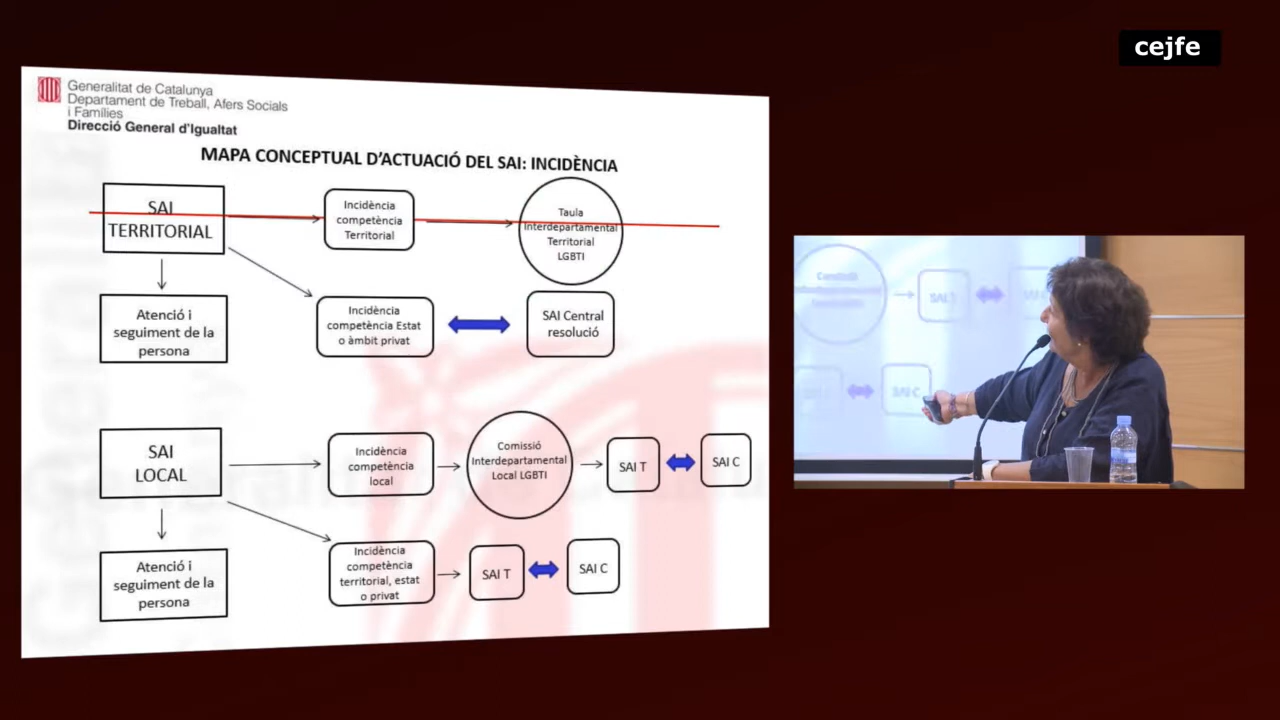 cejfe
Generalitat de Catalunya
Departament de Treball, Afers Socials
i Famílies
Direcció General d'Igualtat
MAPA CONCEPTUAL D'ACTUACIÓ DEL SAI: INCIDÈNCIA
SAI
TERRITORIAL
Incidència
competència
Territorial
Taula
Interdepartamental
Territorial
LGBTI
Atenció i
seguiment de la
persona
Incidència
competència Estat
o àmbit privat
SAI Central
resolució
SAI
LOCAL
Incidència
competència
local
Comissió
Interdepartamental
Local LGBTI
SAI T
SAI C
Atenció i
seguiment de la
persona
Incidència
competència
territorial, estat
o privat
SAI T
SAI C
SAI C